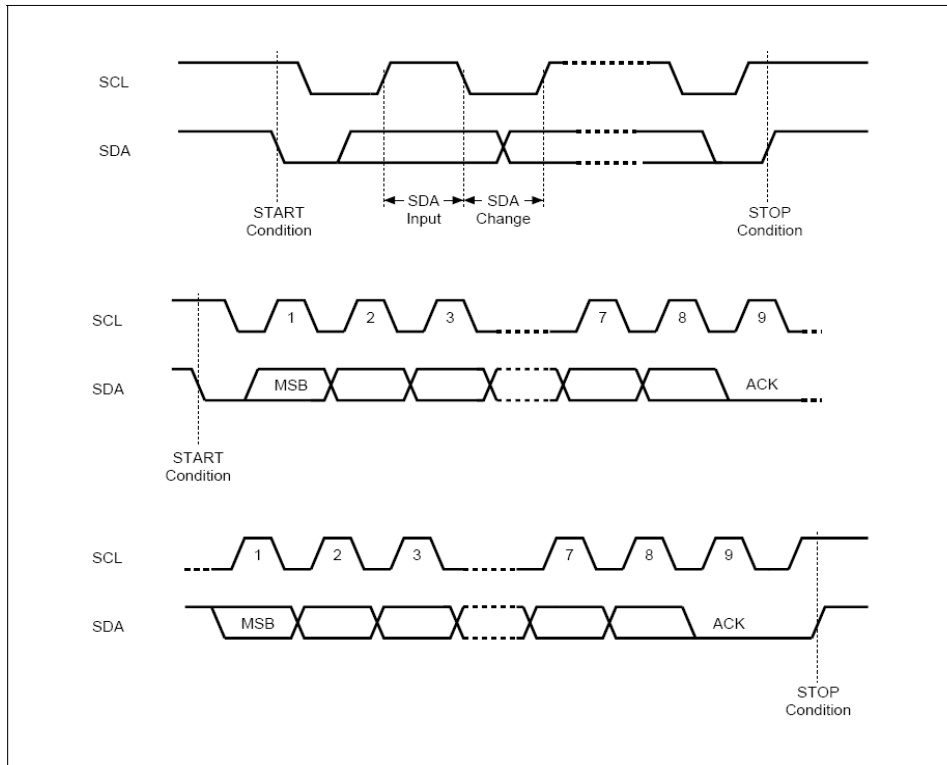 SCL
SDA
SDA
Input
SDA
Change
START
Condition
STOP
Condition
SCL
1 2 3 7 8 9
SDA
MSB ACK
START
Condition
SCL
1 2 3 7 8 9
SDA
MSB ACK
STOP
Condition